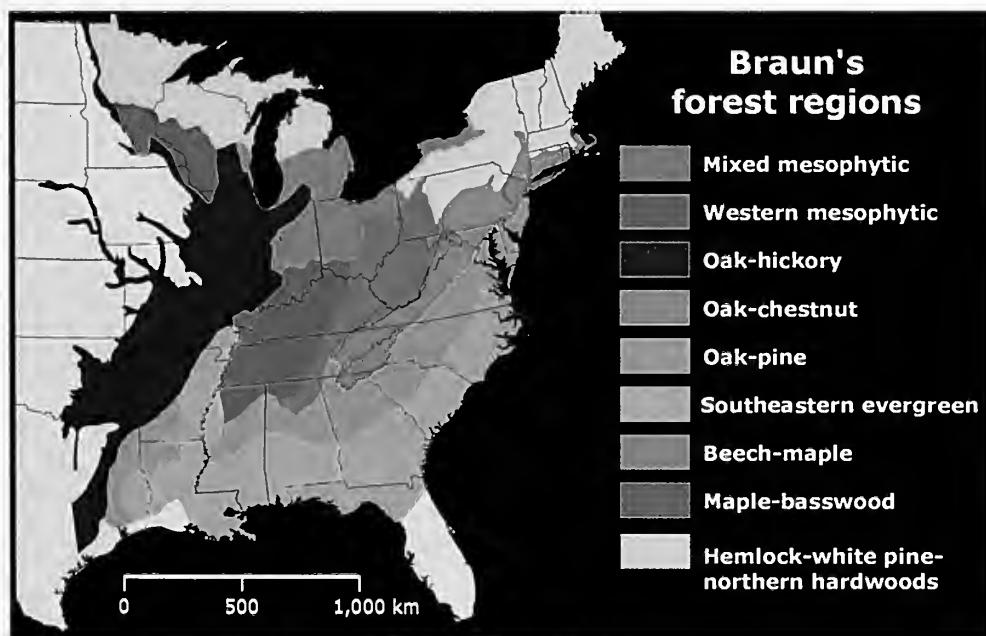 Braun's
forest regions
Mixed mesophytic
Western mesophytic
Oak-hickory
Oak-chestnut
Oak-pine
Southeastern evergreen
Beech-maple
Maple-basswood
Hemlock-white pine-
northern hardwoods
0 500 1,000 km